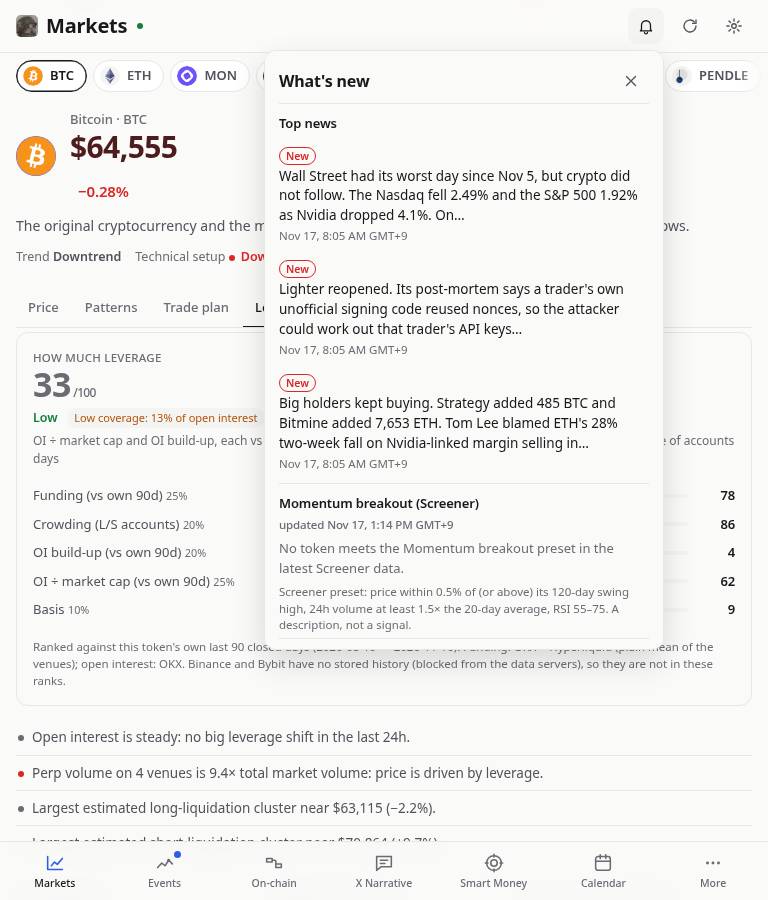 Markets
BTC
ETH
MON
PENDLE
Bitcoin · BTC
$64,555
−0.28%
The original cryptocurrency and the
ows.
Trend Downtrend
Technical setup
Price
Patterns
Trade plan
HOW MUCH LEVERAGE
33/100
Low
Low coverage: 13% of open interest
OI ÷ market cap and OI build-up, each vs
e of accounts
days
Funding (vs own 90d) 25%
78
Crowding (L/S accounts) 20%
86
OI build-up (vs own 90d) 20%
4
OI ÷ market cap (vs own 90d) 25%
62
Basis 10%
9
Ranked against this token's own last 90 closed days
mean of the
venues); open interest: OKX. Binance and Bybit have no stored history (blocked from the data servers), so they are not in these
ranks.
Open interest is steady: no big leverage shift in the last 24h.
Perp volume on 4 venues is 9.4× total market volume: price is driven by leverage.
Largest estimated long-liquidation cluster near $63,115 (−2.2%).
What's new
Top news
New
Wall Street had its worst day since Nov 5, but crypto did
not follow. The Nasdaq fell 2.49% and the S&P 500 1.92%
as Nvidia dropped 4.1%. On…
Nov 17, 8:05 AM GMT+9
New
Lighter reopened. Its post-mortem says a trader's own
unofficial signing code reused nonces, so the attacker
could work out that trader's API keys…
Nov 17, 8:05 AM GMT+9
New
Big holders kept buying. Strategy added 485 BTC and
Bitmine added 7,653 ETH. Tom Lee blamed ETH's 28%
two-week fall on Nvidia-linked margin selling in…
Nov 17, 8:05 AM GMT+9
Momentum breakout (Screener)
updated Nov 17, 1:14 PM GMT+9
No token meets the Momentum breakout preset in the
latest Screener data.
Screener preset: price within 0.5% of (or above) its 120-day swing
high, 24h volume at least 1.5× the 20-day average, RSI 55–75. A
description, not a signal.
Markets
Events
On-chain
X Narrative
Smart Money
Calendar
More